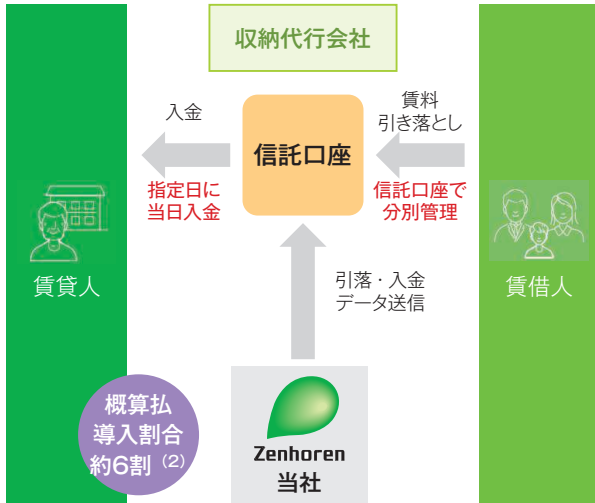 収納代行会社
入金
賃料
引き落とし
信託口座
指定日に
当日入金
信託口座で
分別管理
賃貸人
賃借人
引落・入金
データ送信
概算払
導入割合
約6割 (2)
Zenhoren
当社